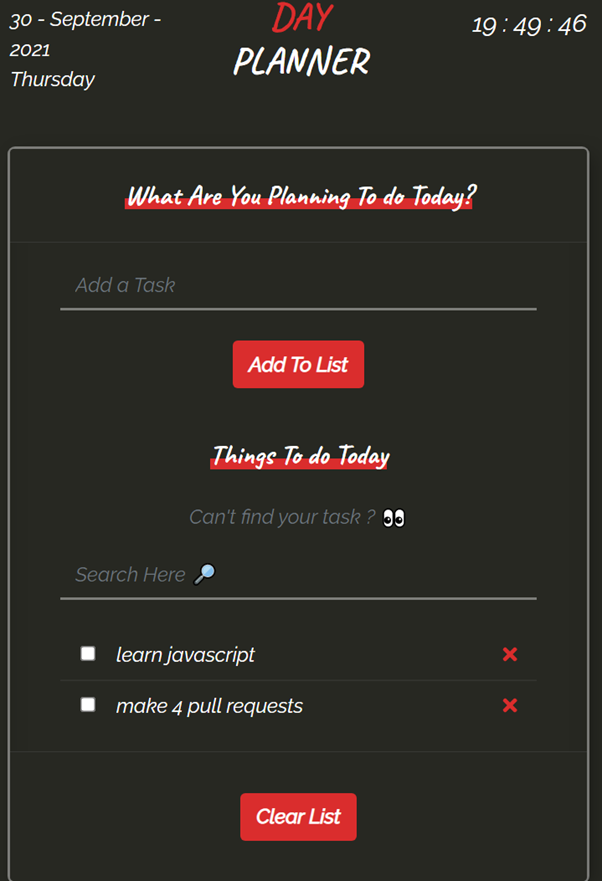 30 - September -
2021
Thursday
DAY
PLANNER
19 : 49 : 46
What Are You Planning To do Today?
Add a Task
Add To List
Things To do Today
Can't find your task ? 👀
Search Here 🔎
learn javascript
make 4 pull requests
Clear List